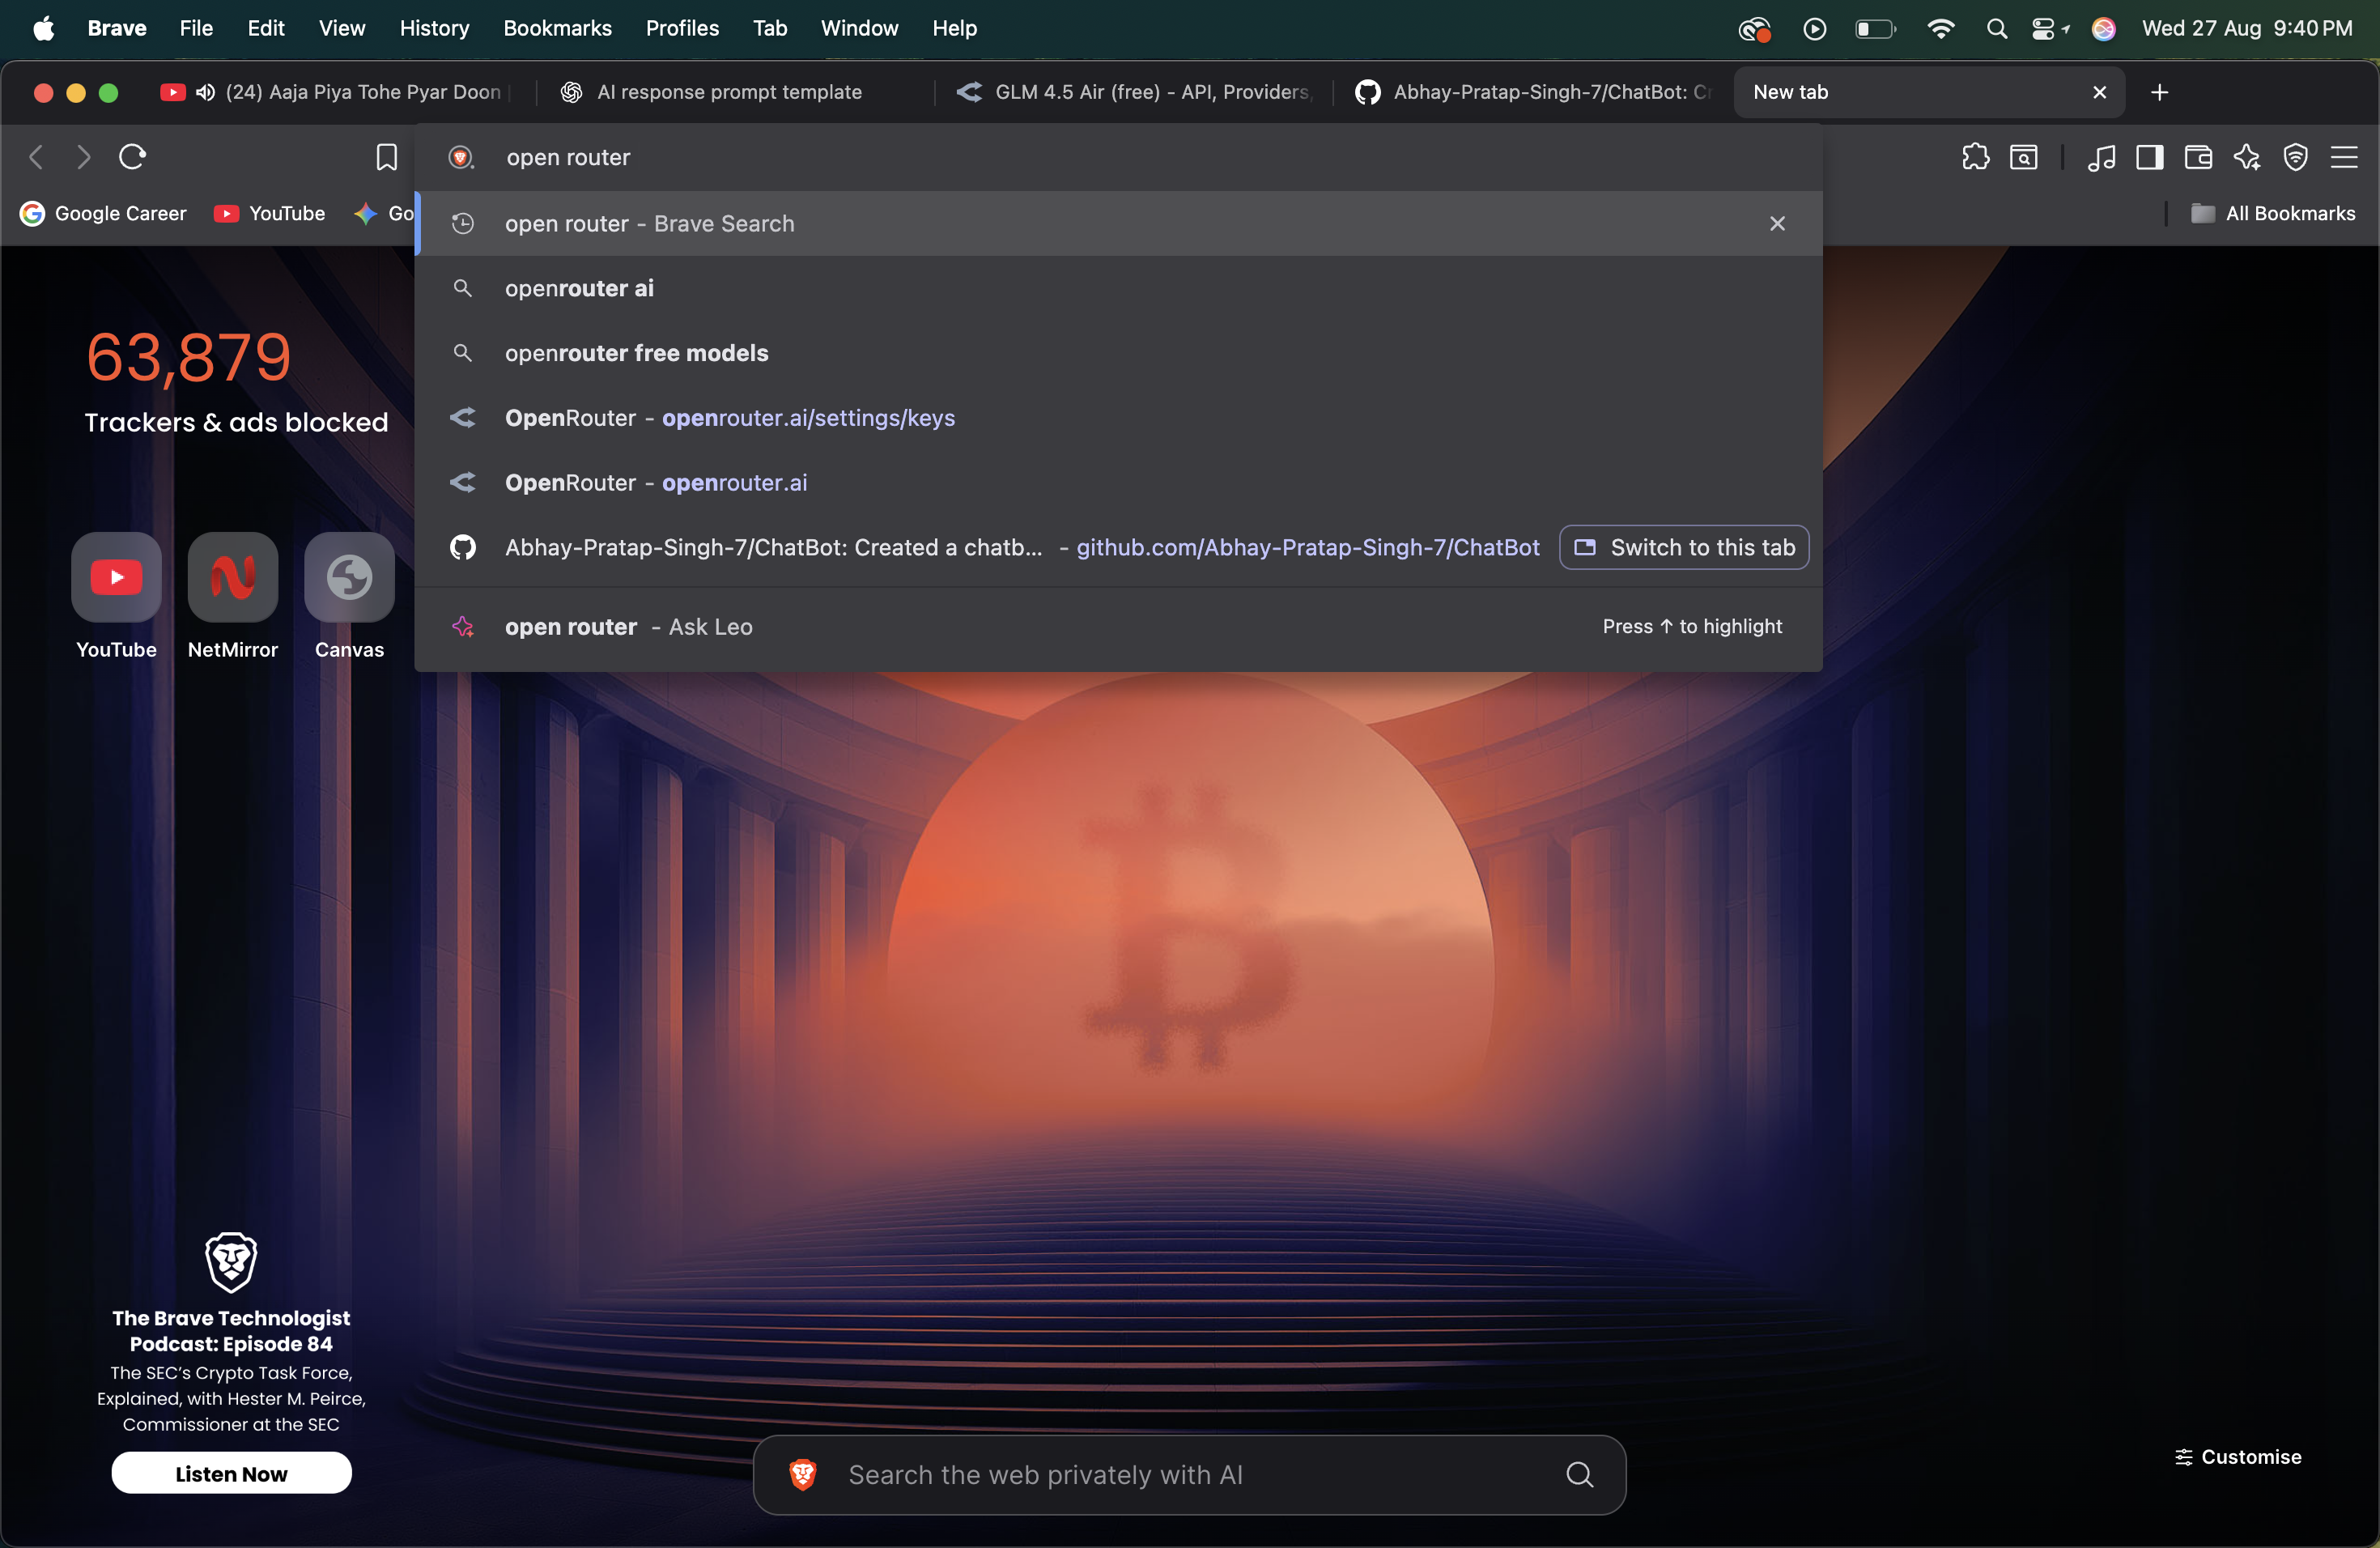 Brave File Edit View History Bookmarks Profiles Tab Window Help Wed 27 Aug 9:40 PM
(24) Aaja Piya Tohe Pyar Doon AI response prompt template GLM 4.5 Air (free) - API, Providers, Abhay-Pratap-Singh-7/ChatBot: New tab
open router
Google Career YouTube Go All Bookmarks
open router - Brave Search
openrouter ai
openrouter free models
OpenRouter - openrouter.ai/settings/keys
OpenRouter - openrouter.ai
Abhay-Pratap-Singh-7/ChatBot: Created a chatb... - github.com/Abhay-Pratap-Singh-7/ChatBot Switch to this tab
open router - Ask Leo Press ↑ to highlight
63,879
Trackers & ads blocked
YouTube NetMirror Canvas
The Brave Technologist
Podcast: Episode 84
The SEC’s Crypto Task Force,
Explained, with Hester M. Peirce,
Commissioner at the SEC
Listen Now
Search the web privately with AI
Customise